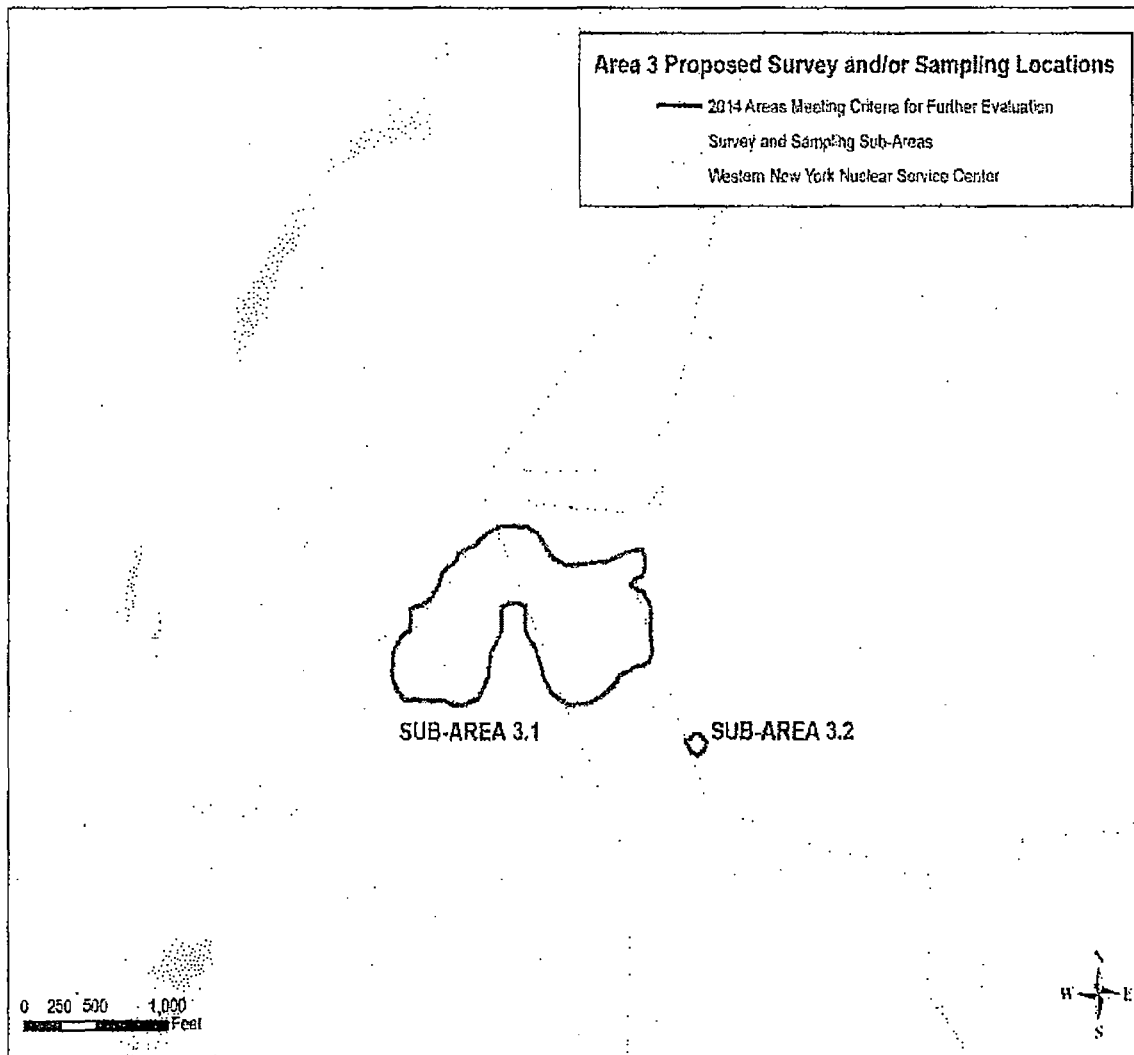 Area 3 Proposed Survey and/or Sampling Locations
2014 Areas Meeting Criteria for Further Evaluation
Survey and Sampling Sub-Areas
Western New York Nuclear Service Center
SUB-AREA 3.1
SUB-AREA 3.2
0 250 500 1,000
Feet
N
W E
S